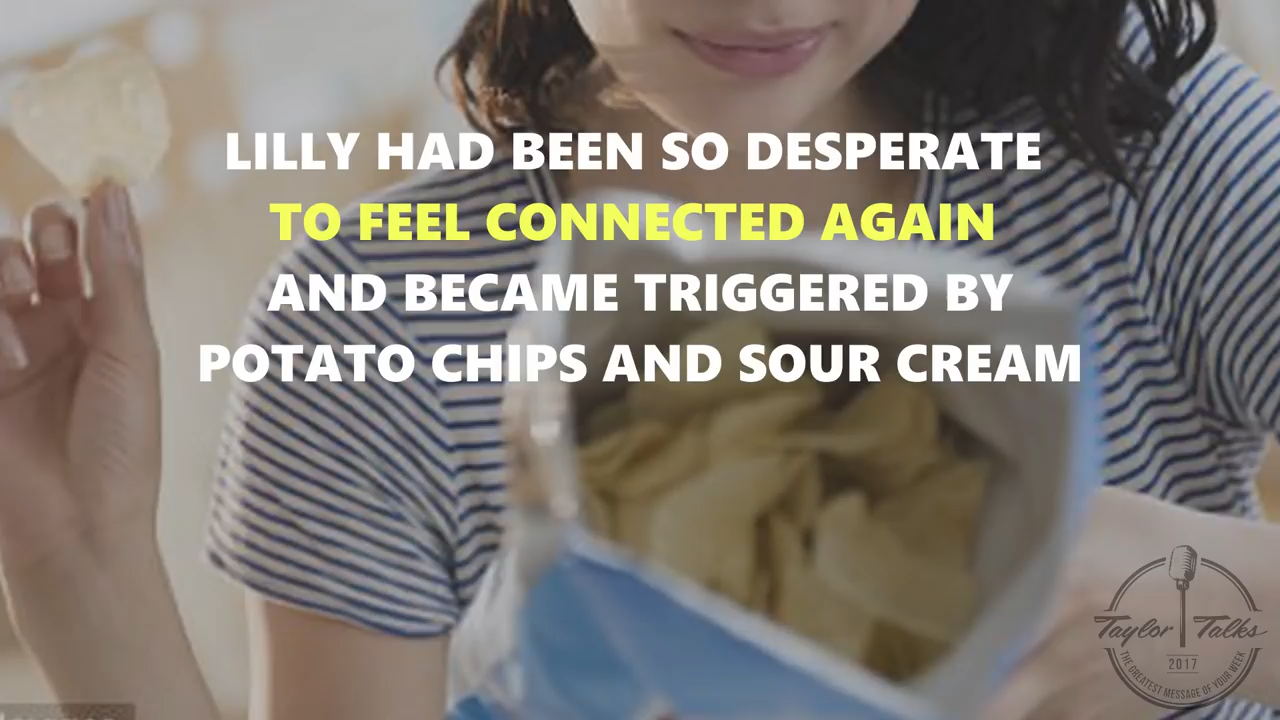 LILLY HAD BEEN SO DESPERATE
TO FEEL CONNECTED AGAIN
AND BECAME TRIGGERED BY
POTATO CHIPS AND SOUR CREAM
Taylor Talks
2017
THE GREATEST MESSAGE OF YOUR WEEK